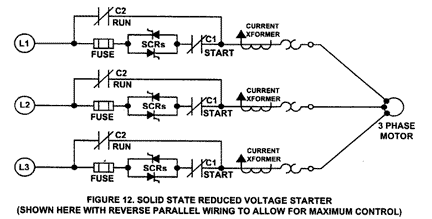 C2
RUN
CURRENT
XFORMER
L1
FUSE
SCRs
C1
START
C2
RUN
CURRENT
XFORMER
L2
FUSE
SCRs
C1
START
3 PHASE
MOTOR
C2
RUN
CURRENT
XFORMER
L3
FUSE
SCRs
C1
START
FIGURE 12. SOLID STATE REDUCED VOLTAGE STARTER
(SHOWN HERE WITH REVERSE PARALLEL WIRING TO ALLOW FOR MAXIMUM CONTROL)